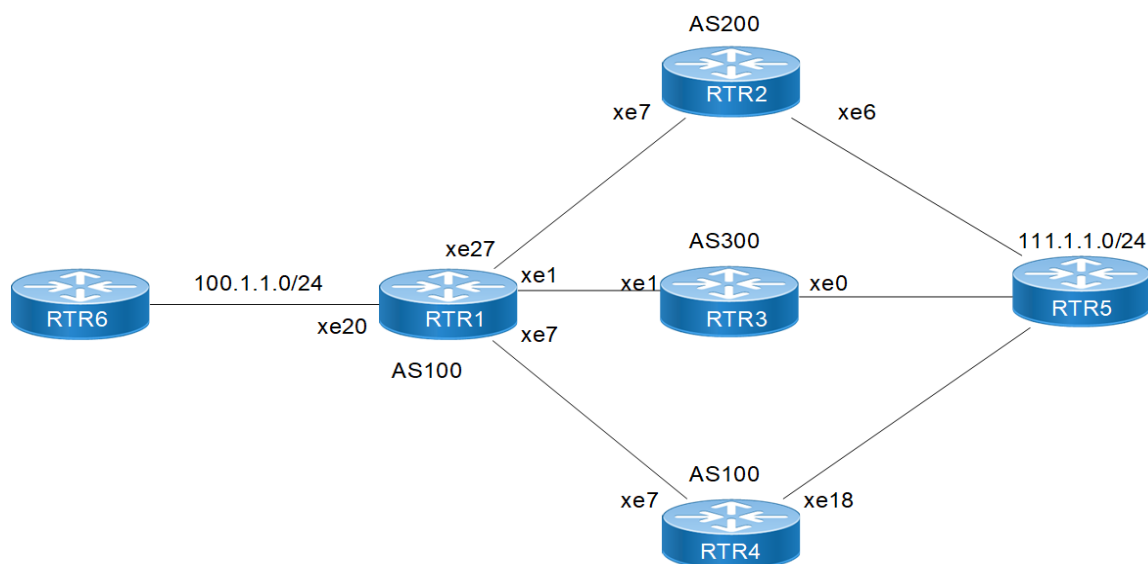 AS200
RTR2
xe7
xe6
xe27
AS300
111.1.1.0/24
100.1.1.0/24
xe1
xe1
xe0
RTR6
RTR1
RTR3
RTR5
xe20
xe7
AS100
AS100
xe7
xe18
RTR4